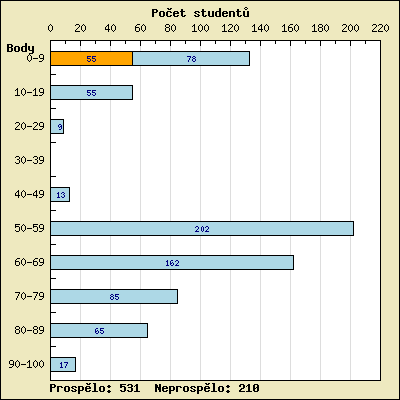 Počet studentů
0 20 40 60 80 100 120 140 160 180 200 220
Body
0-9 55 78
10-19 55
20-29 9
30-39
40-49 13
50-59 202
60-69 162
70-79 85
80-89 65
90-100 17
Prospělo: 531 Neprospělo: 210